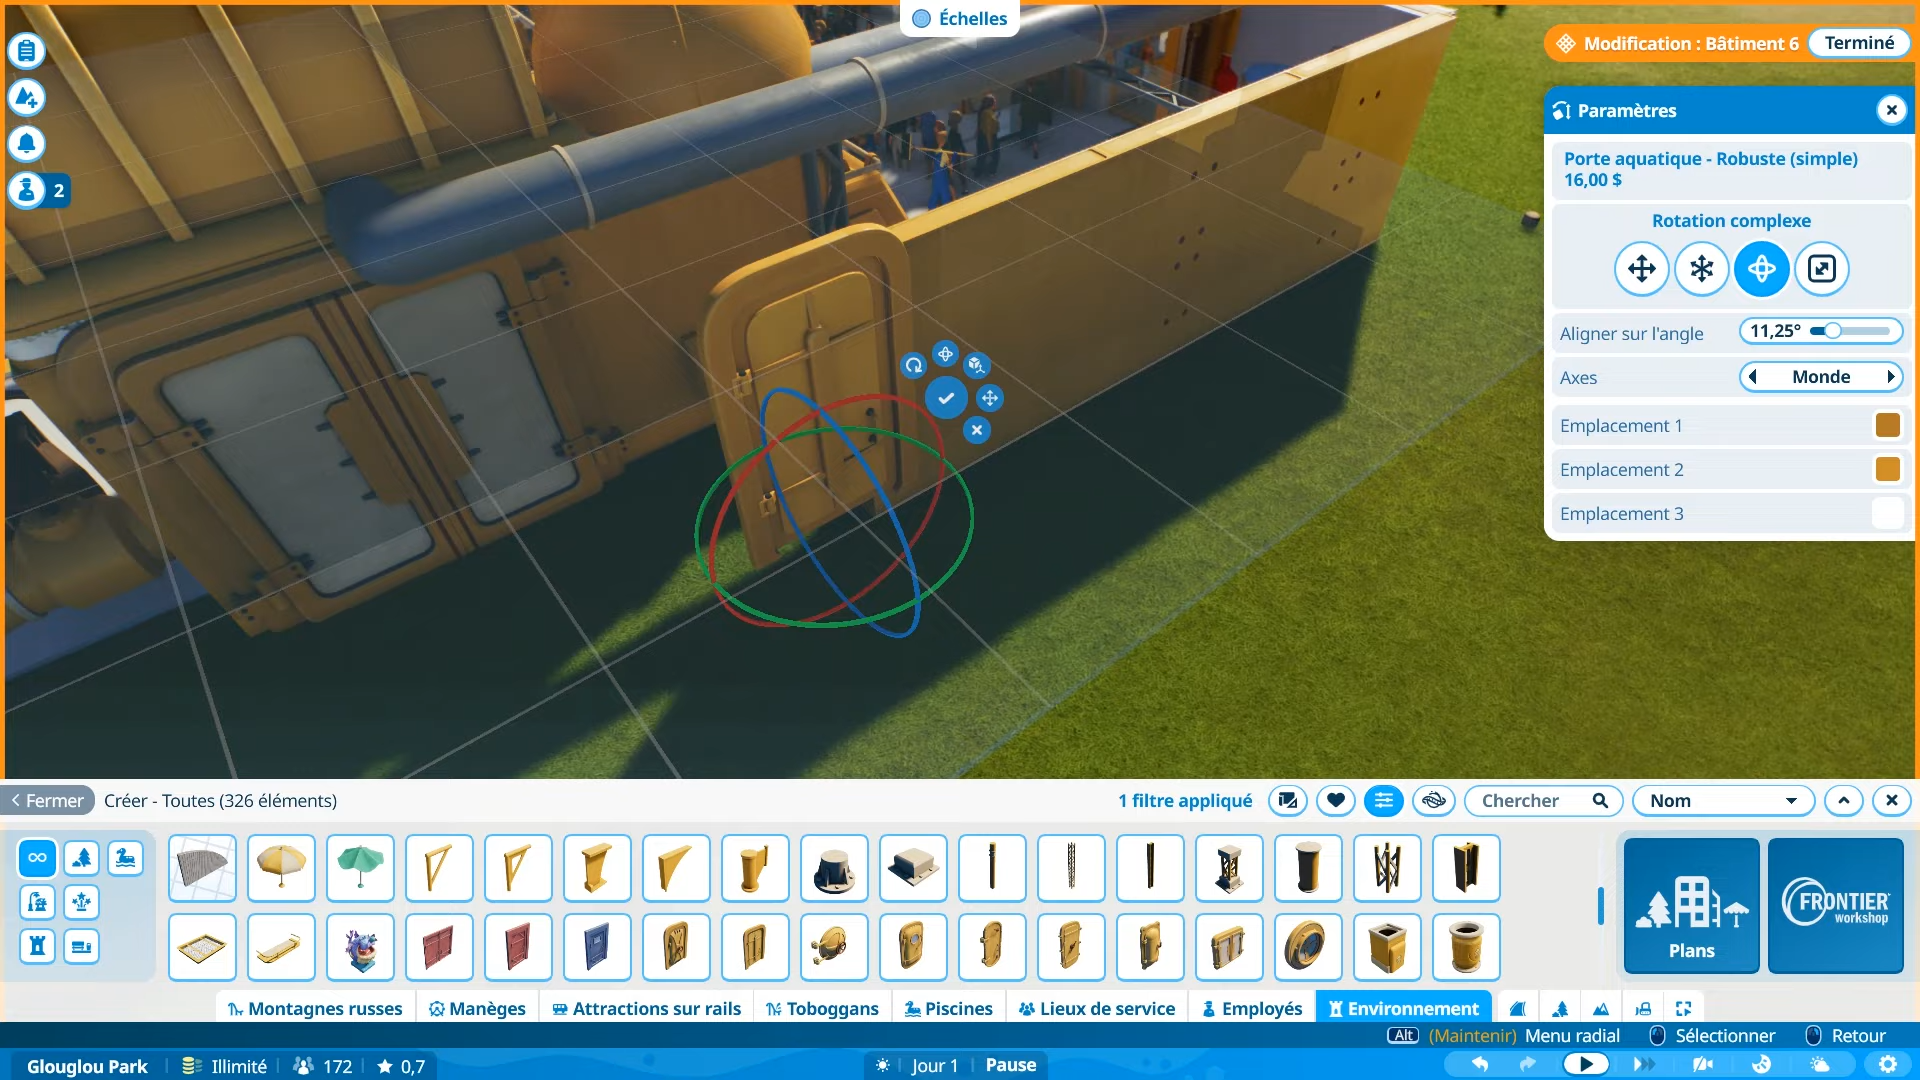 Échelles
Modification : Bâtiment 6
Terminé
2
Paramètres
Porte aquatique - Robuste (simple)
16,00 $
Rotation complexe
Aligner sur l'angle
11,25°
Axes
Monde
Emplacement 1
Emplacement 2
Emplacement 3
Fermer
Créer - Toutes (326 éléments)
1 filtre appliqué
Chercher
Nom
Plans
FRONTIER
workshop
Montagnes russes
Manèges
Attractions sur rails
Toboggans
Piscines
Lieux de service
Employés
Environnement
Alt
(Maintenir) Menu radial
Sélectionner
Retour
Glouglou Park
Illimité
172
0,7
Jour 1
Pause